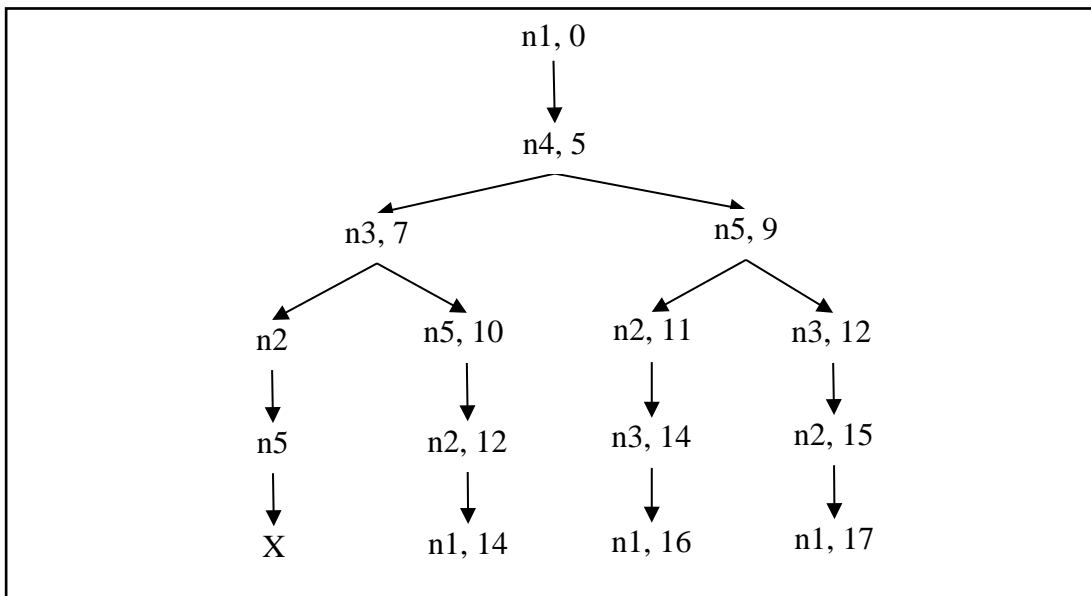 n1, 0
n4, 5
n3, 7 n5, 9
n2 n5, 10 n2, 11 n3, 12
n5 n2, 12 n3, 14 n2, 15
X n1, 14 n1, 16 n1, 17